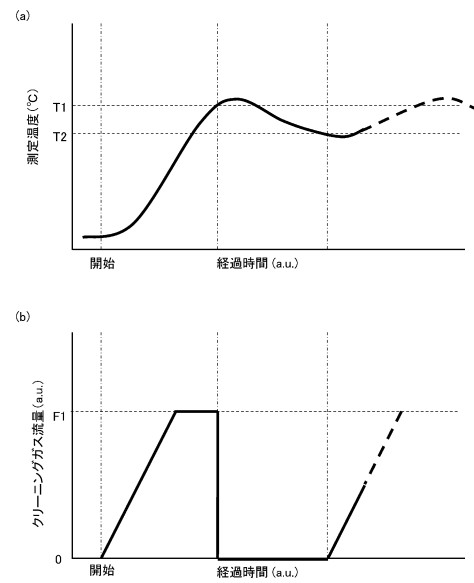 (a)
測定温度(℃)
T1
T2
開始
経過時間 (a.u.)
(b)
クリーニングガス流量(a.u.)
F1
0
開始
経過時間 (a.u.)